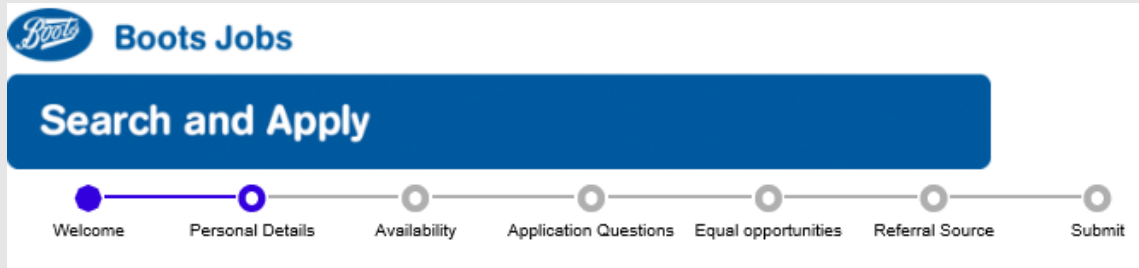 Boots Boots Jobs
Search and Apply
Welcome Personal Details Availability Application Questions Equal opportunities Referral Source Submit